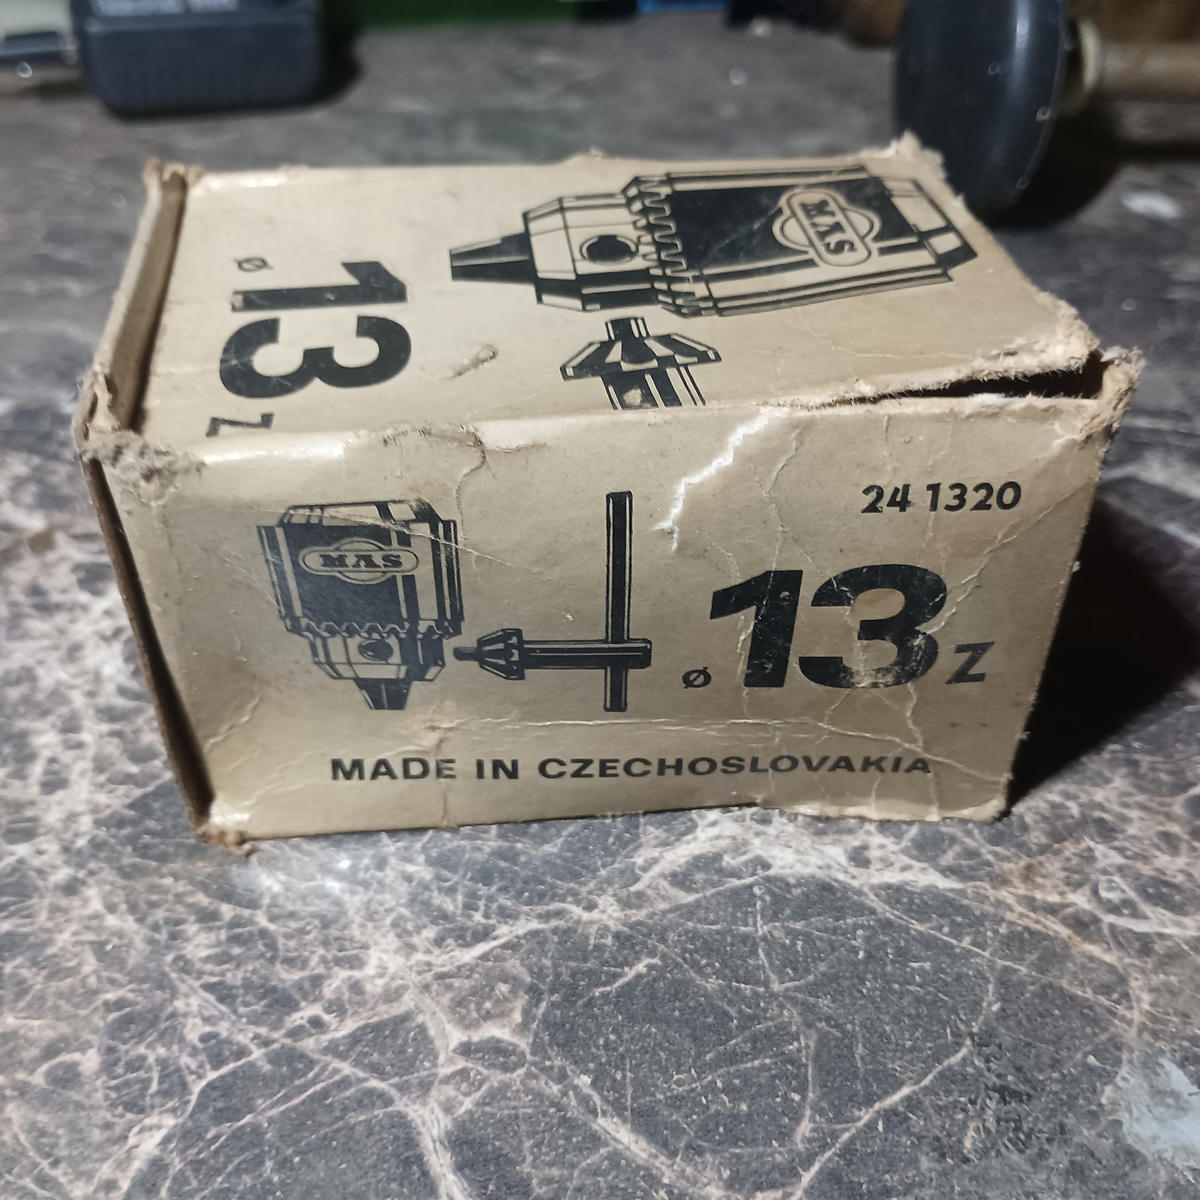 MAS
ø 13 Z
24 1320
MAS
ø 13 Z
MADE IN CZECHOSLOVAKIA